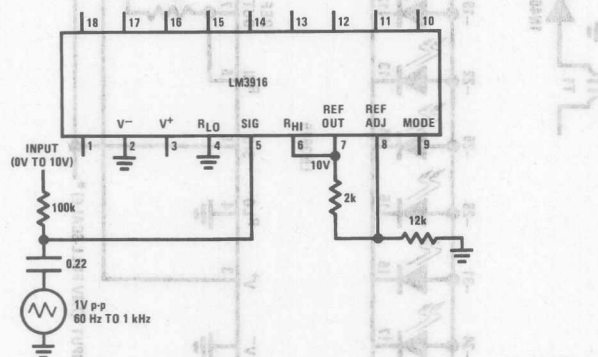 18 17 16 15 14 13 12 11 10
LM3916
V− V+ RLO SIG RHI REF OUT REF ADJ MODE
1 2 3 4 5 6 7 8 9
INPUT
(0V TO 10V)
10V
100k
2k
12k
0.22
1V p-p
60 Hz TO 1 kHz